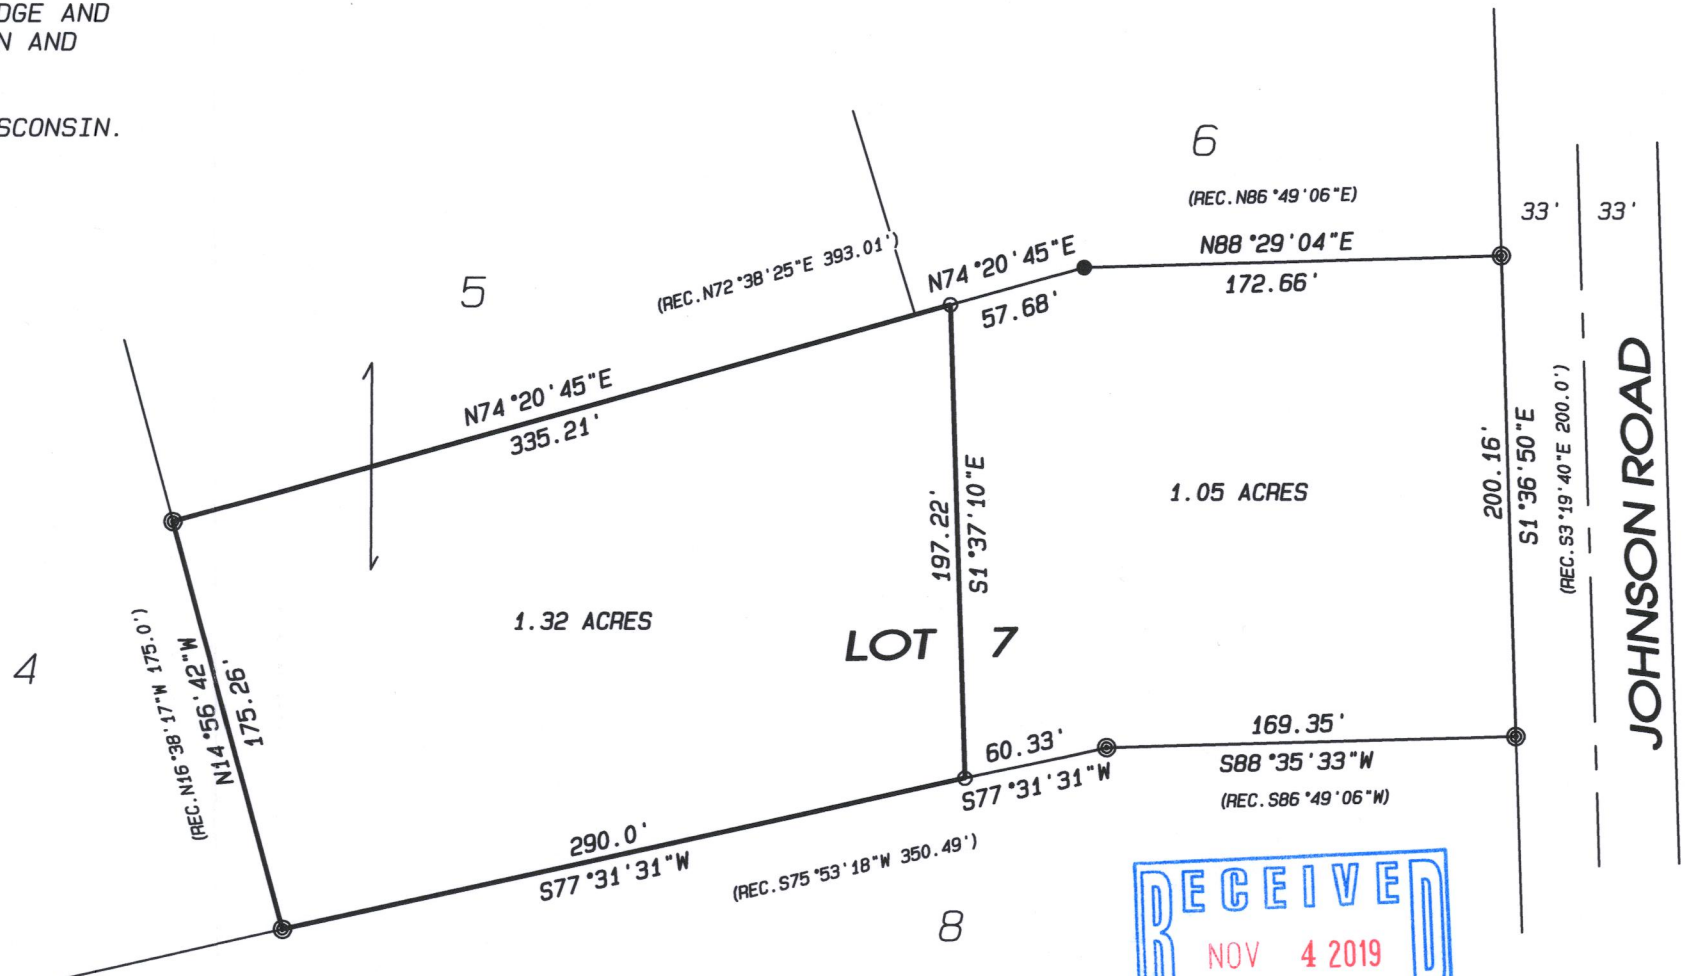 DGE AND
N AND
SCONSIN.
6
(REC.N86°49'06"E)
33' 33'
N88°29'04"E
172.66'
N74°20'45"E
57.68'
5
(REC.N72°38'25"E 393.01')
N74°20'45"E
335.21'
197.22'
S1°37'10"E
1.05 ACRES
200.16'
S1°36'50"E
(REC.S3°19'40"E 200.0')
JOHNSON ROAD
1.32 ACRES
LOT 7
4
(REC.N16°38'17"W 175.0')
N14°56'42"W
175.26'
60.33'
S77°31'31"W
169.35'
S88°35'33"W
(REC.S86°49'06"W)
290.0'
S77°31'31"W
(REC.S75°53'18"W 350.49')
8
RECEIVED
NOV 4 2019